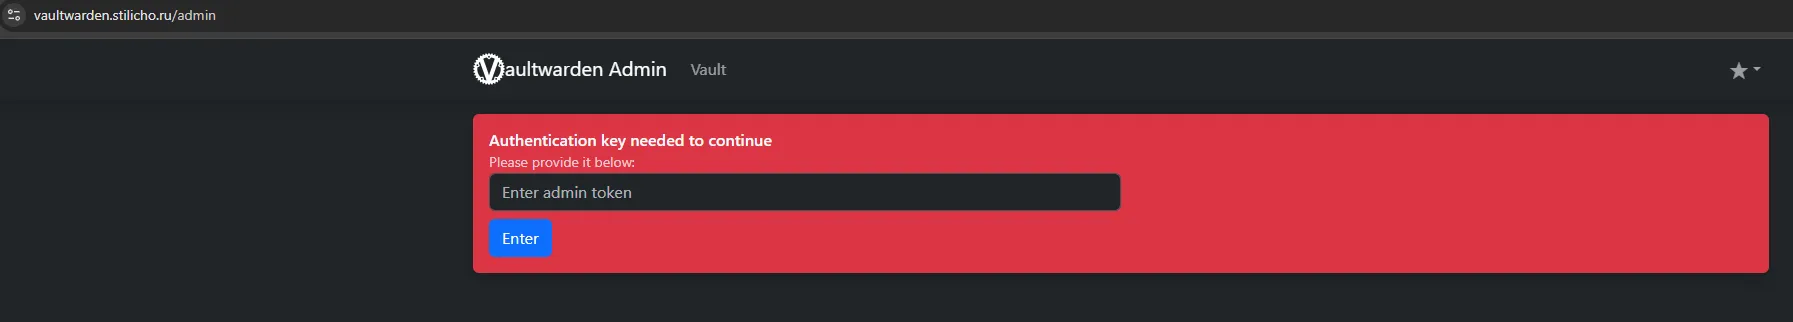 vaultwarden.stilicho.ru/admin
Vaultwarden Admin Vault
Authentication key needed to continue
Please provide it below:
Enter admin token
Enter